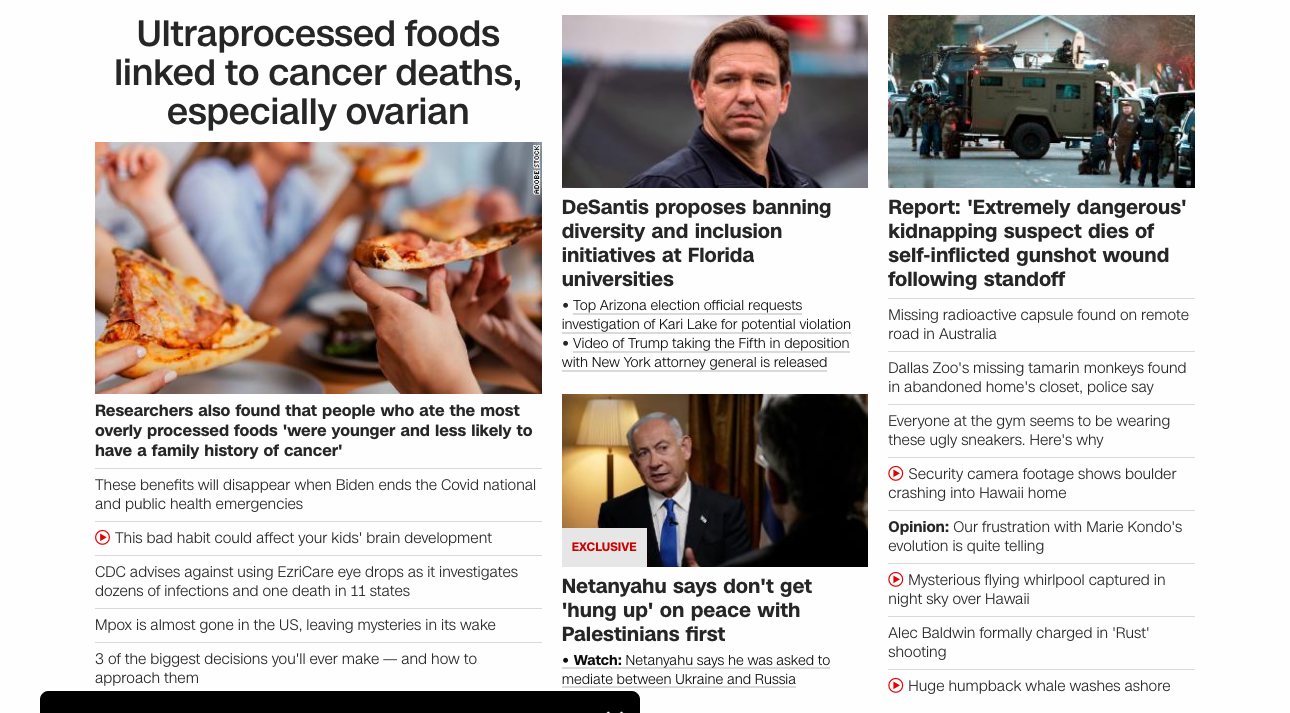 Ultraprocessed foods
linked to cancer deaths,
especially ovarian
ADOBE STOCK
Researchers also found that people who ate the most
overly processed foods 'were younger and less likely to
have a family history of cancer'
These benefits will disappear when Biden ends the Covid national
and public health emergencies
This bad habit could affect your kids' brain development
CDC advises against using EzriCare eye drops as it investigates
dozens of infections and one death in 11 states
Mpox is almost gone in the US, leaving mysteries in its wake
3 of the biggest decisions you'll ever make — and how to
approach them
DeSantis proposes banning
diversity and inclusion
initiatives at Florida
universities
• Top Arizona election official requests
investigation of Kari Lake for potential violation
• Video of Trump taking the Fifth in deposition
with New York attorney general is released
EXCLUSIVE
Netanyahu says don't get
'hung up' on peace with
Palestinians first
• Watch: Netanyahu says he was asked to
mediate between Ukraine and Russia
Report: 'Extremely dangerous'
kidnapping suspect dies of
self-inflicted gunshot wound
following standoff
Missing radioactive capsule found on remote
road in Australia
Dallas Zoo's missing tamarin monkeys found
in abandoned home's closet, police say
Everyone at the gym seems to be wearing
these ugly sneakers. Here's why
Security camera footage shows boulder
crashing into Hawaii home
Opinion: Our frustration with Marie Kondo's
evolution is quite telling
Mysterious flying whirlpool captured in
night sky over Hawaii
Alec Baldwin formally charged in 'Rust'
shooting
Huge humpback whale washes ashore